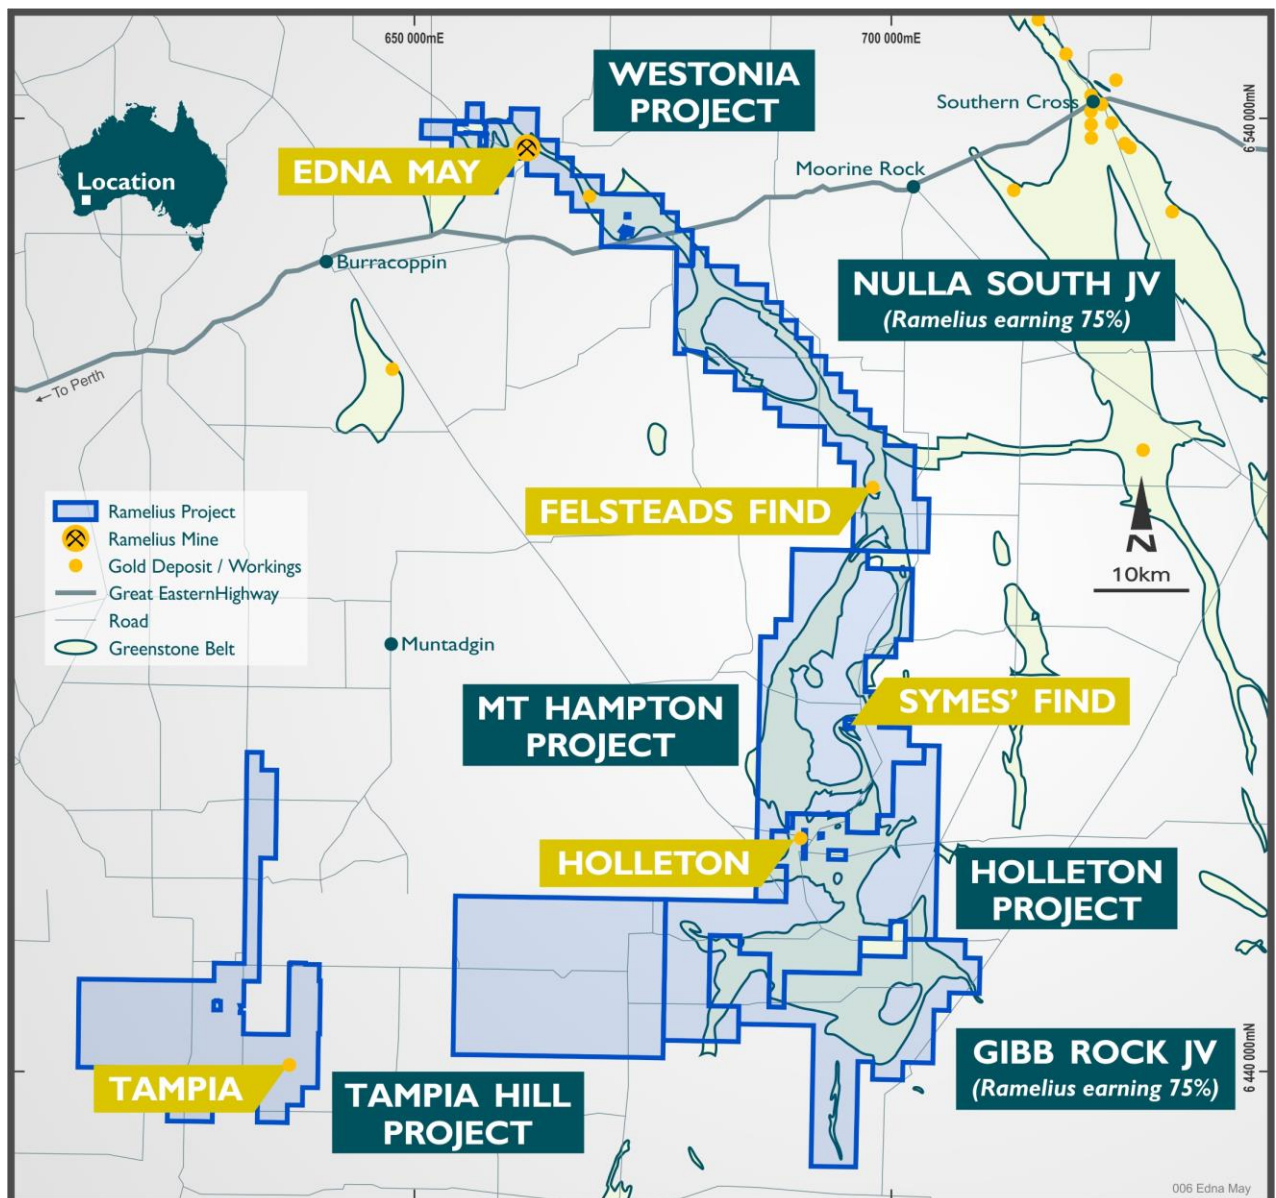 650 000mE
700 000mE
WESTONIA
PROJECT
Southern Cross
6 540 000mN
EDNA MAY
Moorine Rock
Location
Burracoppin
NULLA SOUTH JV
(Ramelius earning 75%)
To Perth
FELSTEADS FIND
Ramelius Project
Ramelius Mine
Gold Deposit / Workings
Great EasternHighway
Road
Greenstone Belt
N
10km
Muntadgin
SYMES' FIND
MT HAMPTON
PROJECT
HOLLETON
HOLLETON
PROJECT
GIBB ROCK JV
(Ramelius earning 75%)
6 440 000mN
TAMPIA
TAMPIA HILL
PROJECT
006 Edna May